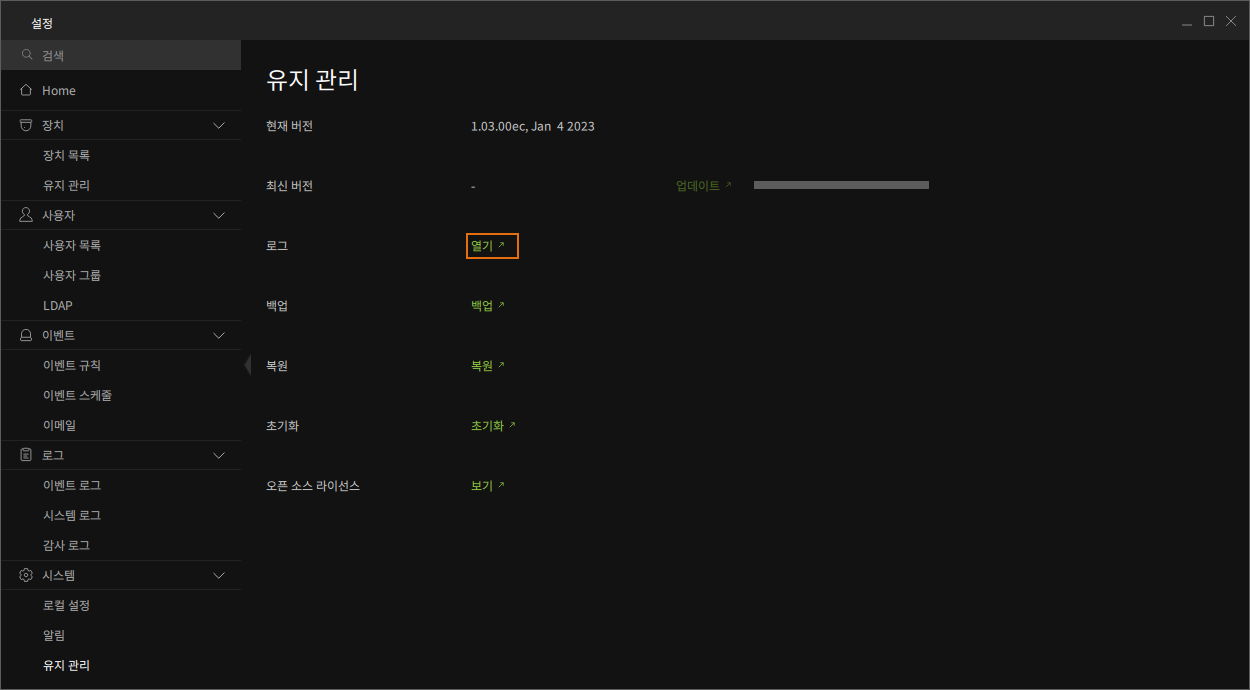 설정
검색
Home
장치
장치 목록
유지 관리
사용자
사용자 목록
사용자 그룹
LDAP
이벤트
이벤트 규칙
이벤트 스케줄
이메일
로그
이벤트 로그
시스템 로그
감사 로그
시스템
로컬 설정
알림
유지 관리
유지 관리
현재 버전 1.03.00ec, Jan 4 2023
최신 버전 - 업데이트
로그 열기
백업 백업
복원 복원
초기화 초기화
오픈 소스 라이선스 보기